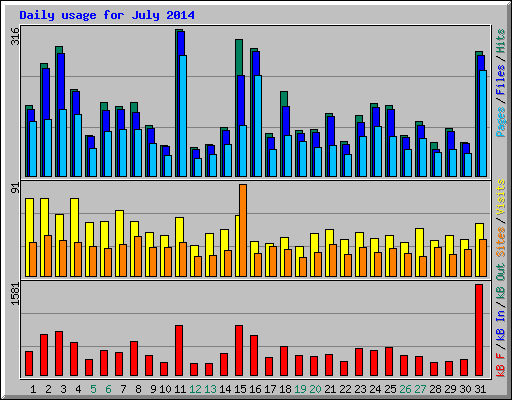 Daily usage for July 2014
316
Pages / Files / Hits
91
Sites / Visits
1581
kB F / kB In / kB Out
1 2 3 4 5 6 7 8 9 10 11 12 13 14 15 16 17 18 19 20 21 22 23 24 25 26 27 28 29 30 31